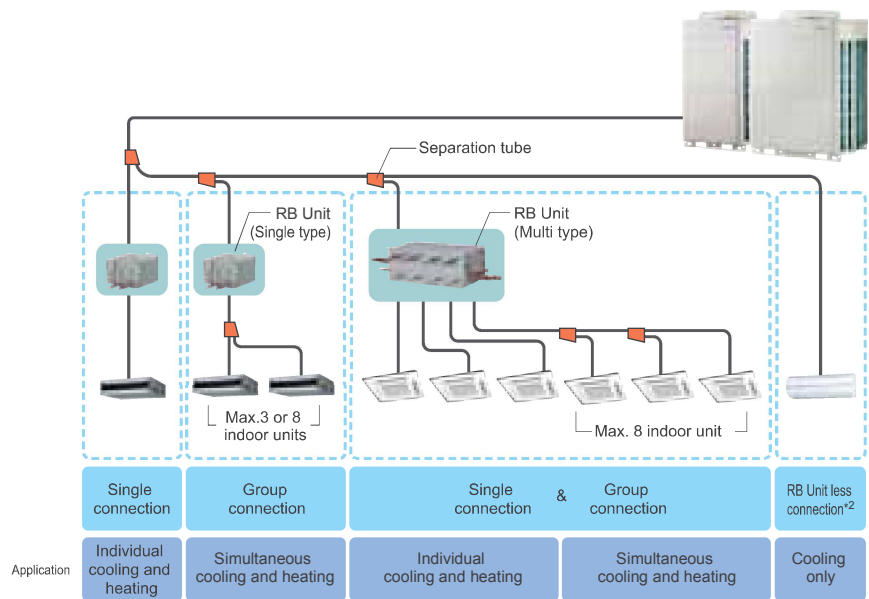 Separation tube
RB Unit
(Single type)
RB Unit
(Multi type)
Max.3 or 8
indoor units
Max. 8 indoor unit
Single
connection
Group
connection
Single
connection
&
Group
connection
RB Unit less
connection*2
Application
Individual
cooling and
heating
Simultaneous
cooling and heating
Individual
cooling and heating
Simultaneous
cooling and heating
Cooling
only